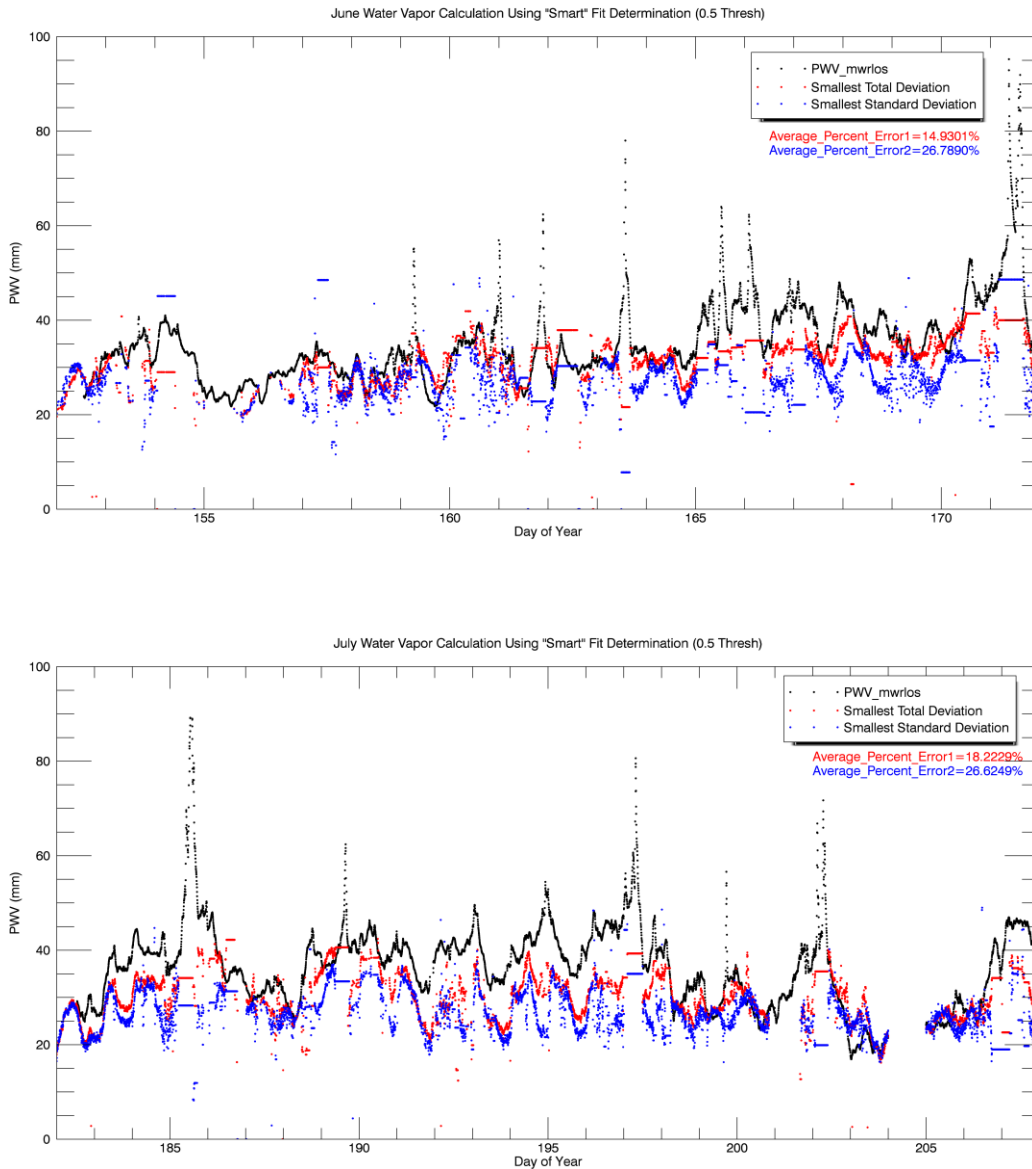 June Water Vapor Calculation Using "Smart" Fit Determination (0.5 Thresh)
100
80
60
40
20
0
PWV (mm)
PWV_mwrlos
Smallest Total Deviation
Smallest Standard Deviation
Average_Percent_Error1=14.9301%
Average_Percent_Error2=26.7890%
155
160
165
170
Day of Year
July Water Vapor Calculation Using "Smart" Fit Determination (0.5 Thresh)
100
80
60
40
20
0
PWV (mm)
PWV_mwrlos
Smallest Total Deviation
Smallest Standard Deviation
Average_Percent_Error1=18.2229%
Average_Percent_Error2=26.6249%
185
190
195
200
205
Day of Year